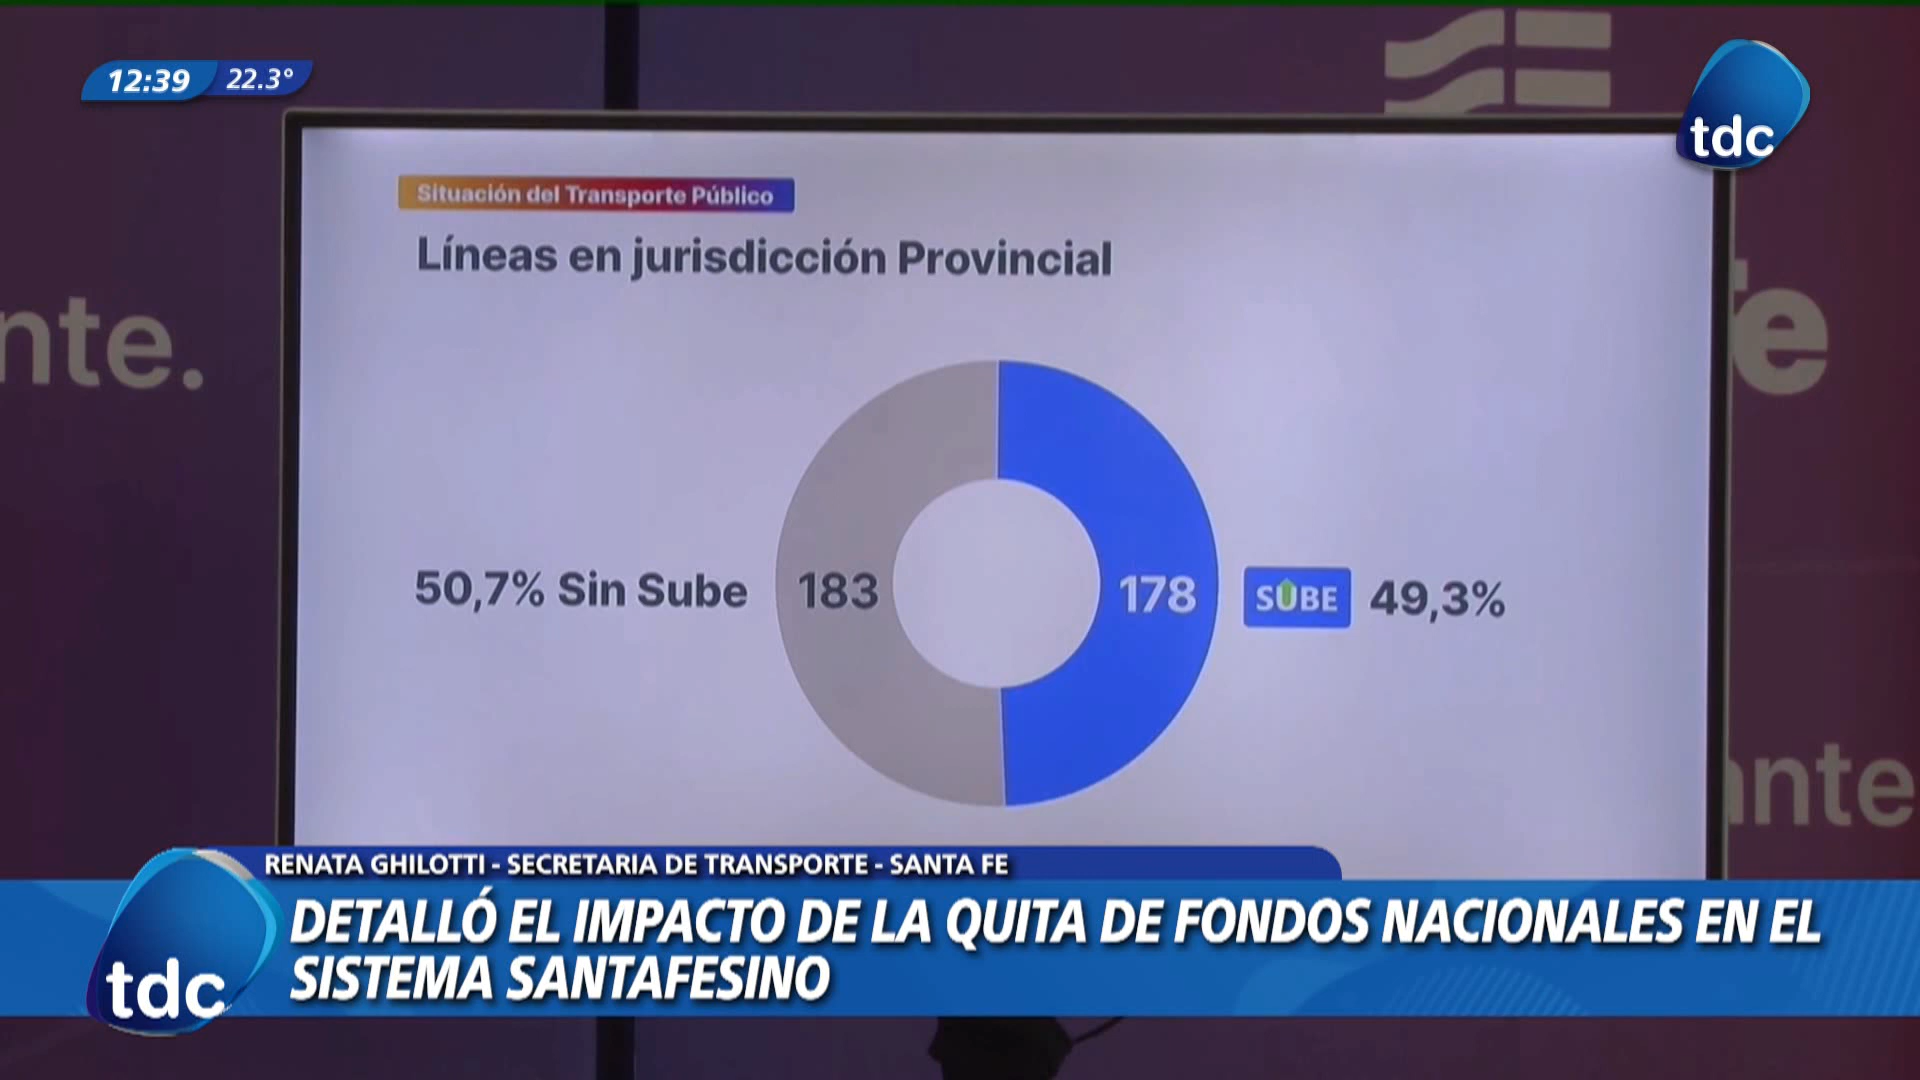 12:39 22.3°
tdc
Situación del Transporte Público
Líneas en jurisdicción Provincial
nte.
e
50,7% Sin Sube
183
178
SUBE
49,3%
ante
RENATA GHILOTTI - SECRETARIA DE TRANSPORTE - SANTA FE
DETALLÓ EL IMPACTO DE LA QUITA DE FONDOS NACIONALES EN EL
SISTEMA SANTAFESINO
tdc